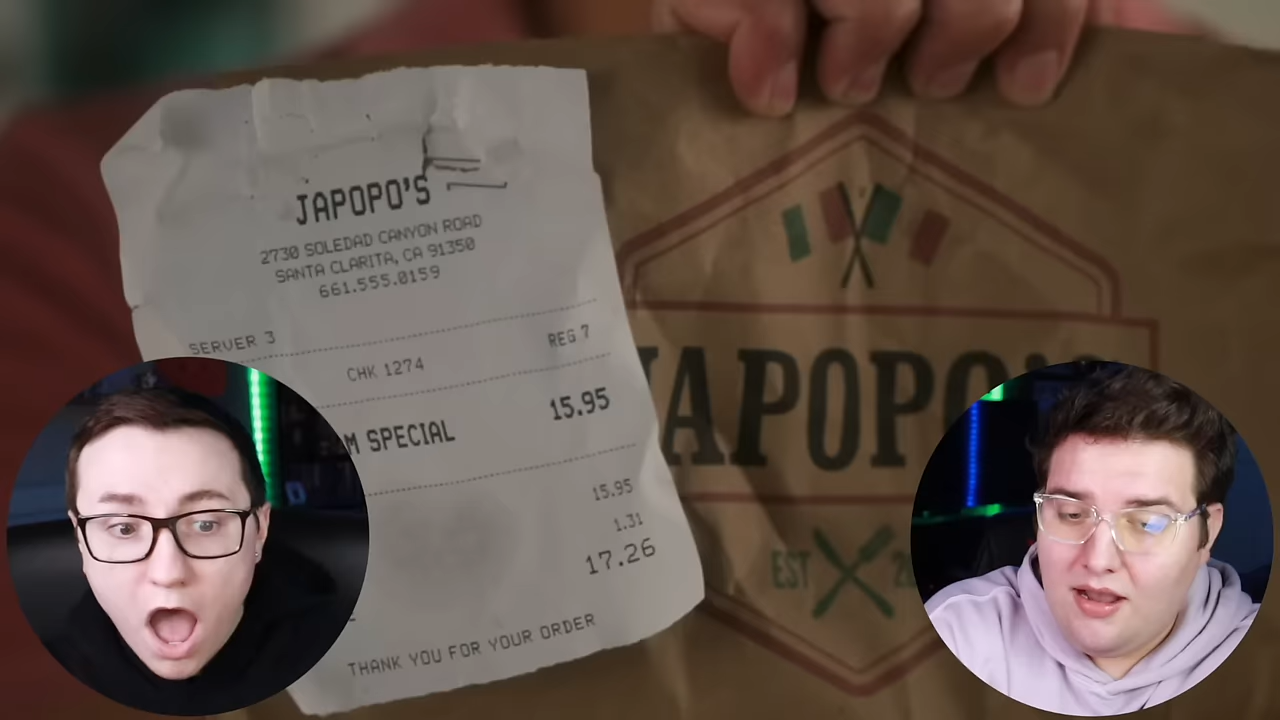 JAPOPO'S
2730 SOLEDAD CANYON ROAD
SANTA CLARITA, CA 91350
661.555.0159
SERVER 3
REG 7
CHK 1274
SPECIAL 15.95
15.95
1.31
17.26
THANK YOU FOR YOUR ORDER
EST